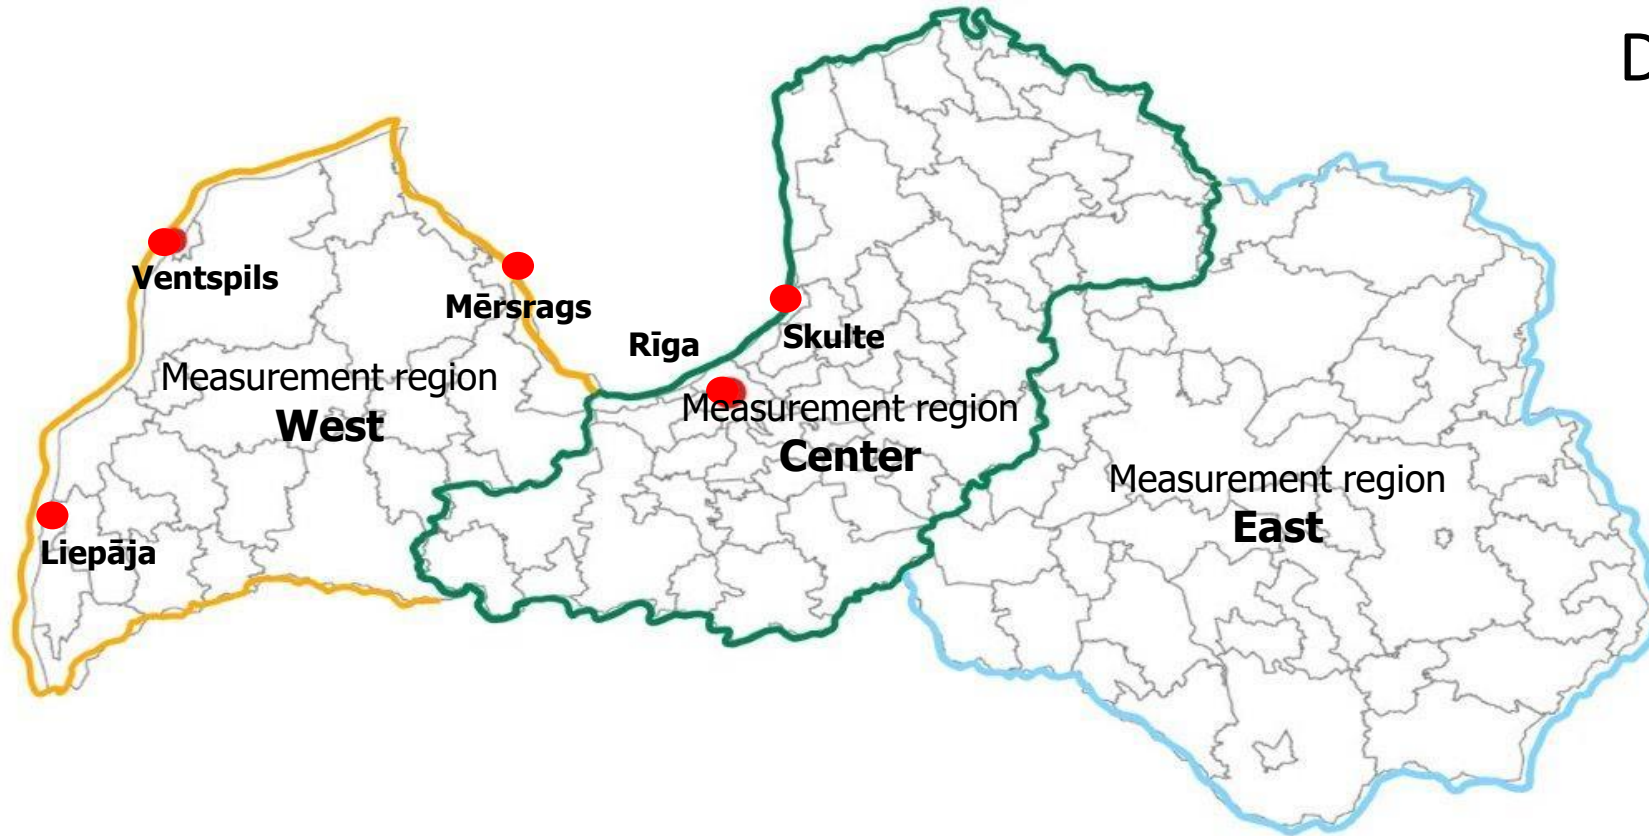 D
Ventspils
Mērsrags
Rīga
Skulte
Measurement region
West
Measurement region
Center
Measurement region
East
Liepāja